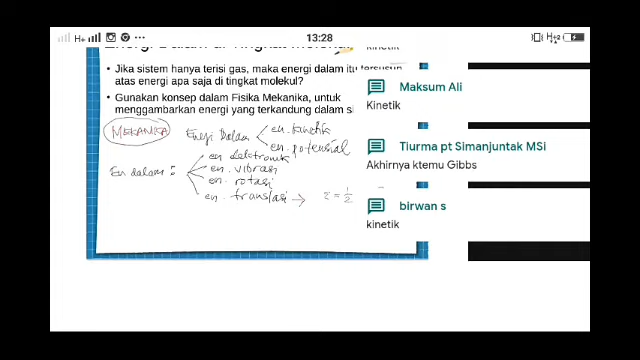 13:28
Energi Dalam di Tingkat Molekul
kinetik
Jika sistem hanya terisi gas, maka energi dalam itu tersusun
atas energi apa saja di tingkat molekul?
Gunakan konsep dalam Fisika Mekanika, untuk
menggambarkan energi yang terkandung dalam si
MEKANIKA
Energi Dalam
en. kinetik
en. potensial
En dalam :
en elektronik
en. vibrasi
en. rotasi
en. translasi → ε = 1/2
Maksum Ali
Kinetik
Tiurma pt Simanjuntak MSi
Akhirnya ktemu Gibbs
birwan s
kinetik